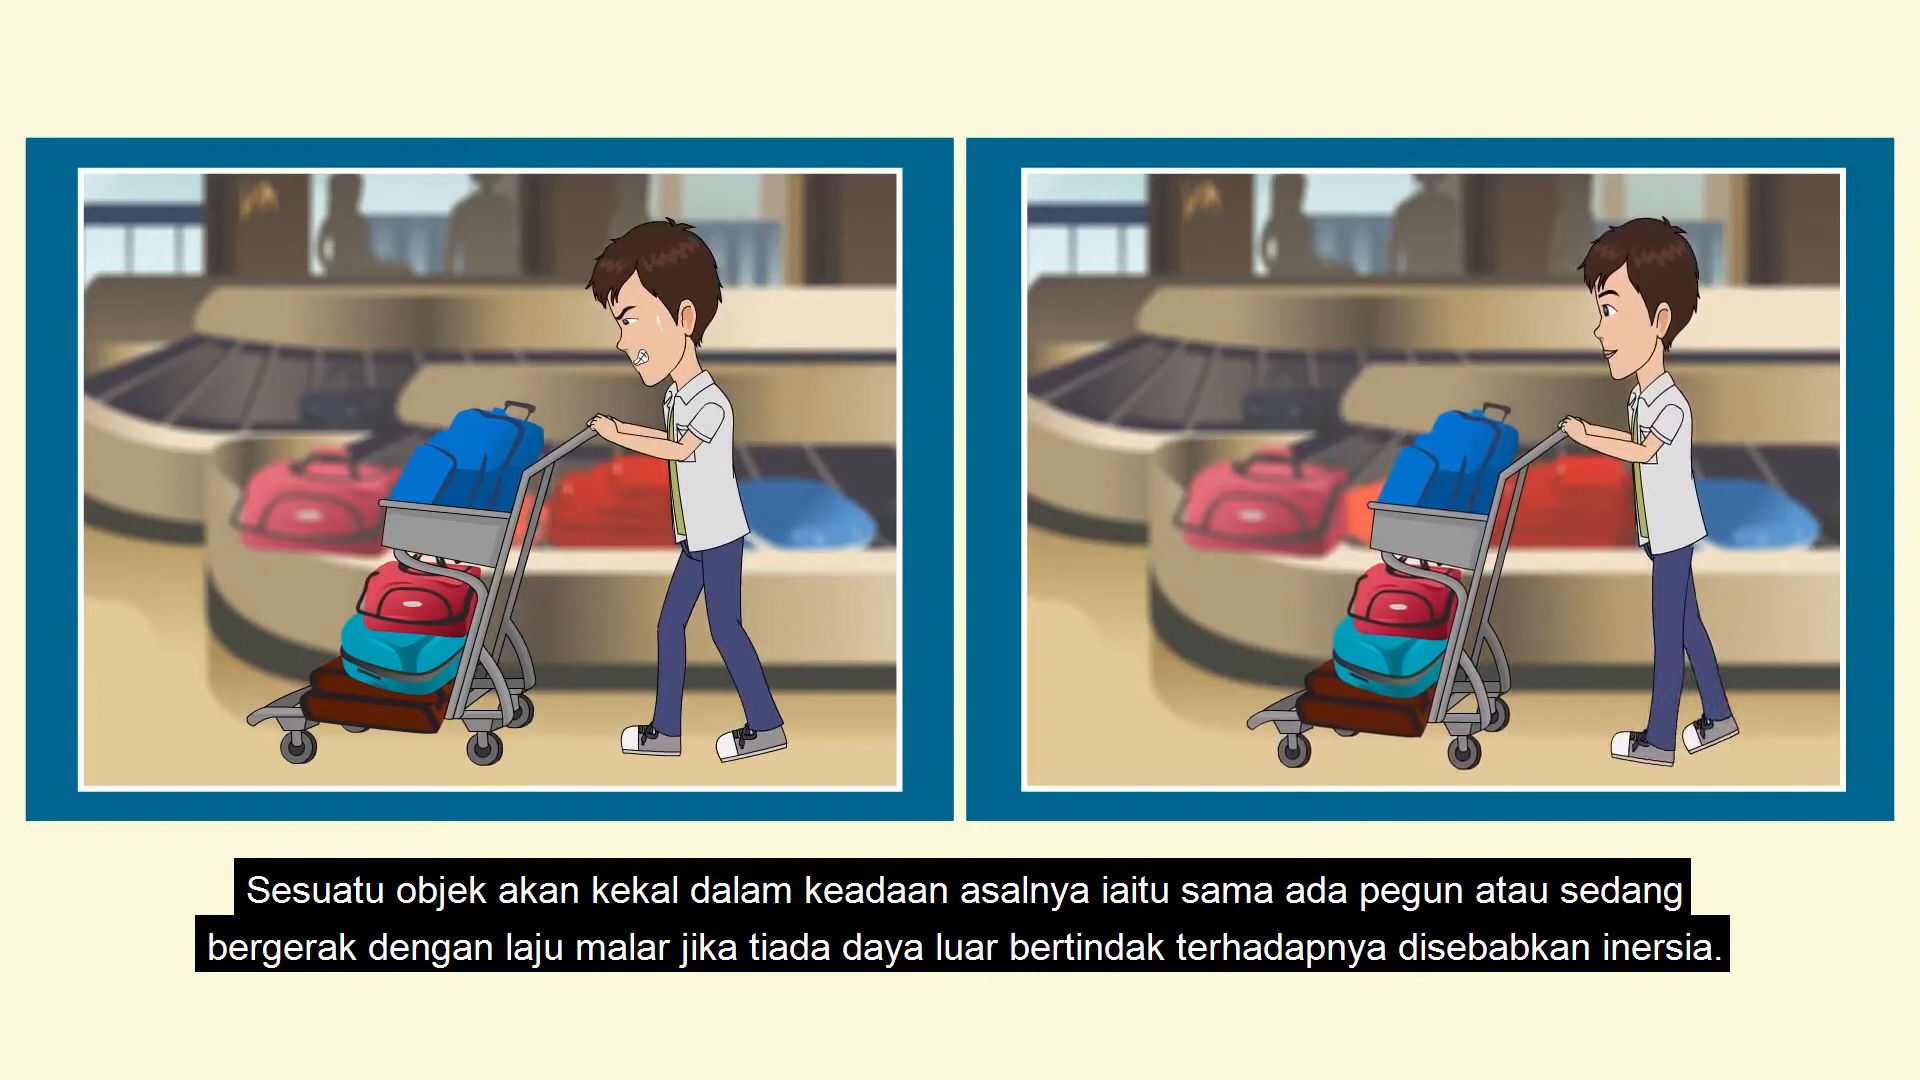 Sesuatu objek akan kekal dalam keadaan asalnya iaitu sama ada pegun atau sedang
bergerak dengan laju malar jika tiada daya luar bertindak terhadapnya disebabkan inersia.